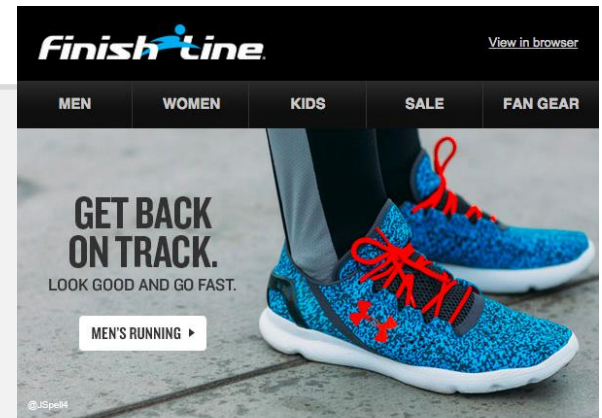 Finish Line
View in browser
MEN WOMEN KIDS SALE FAN GEAR
GET BACK
ON TRACK.
LOOK GOOD AND GO FAST.
MEN'S RUNNING
@JSpell4